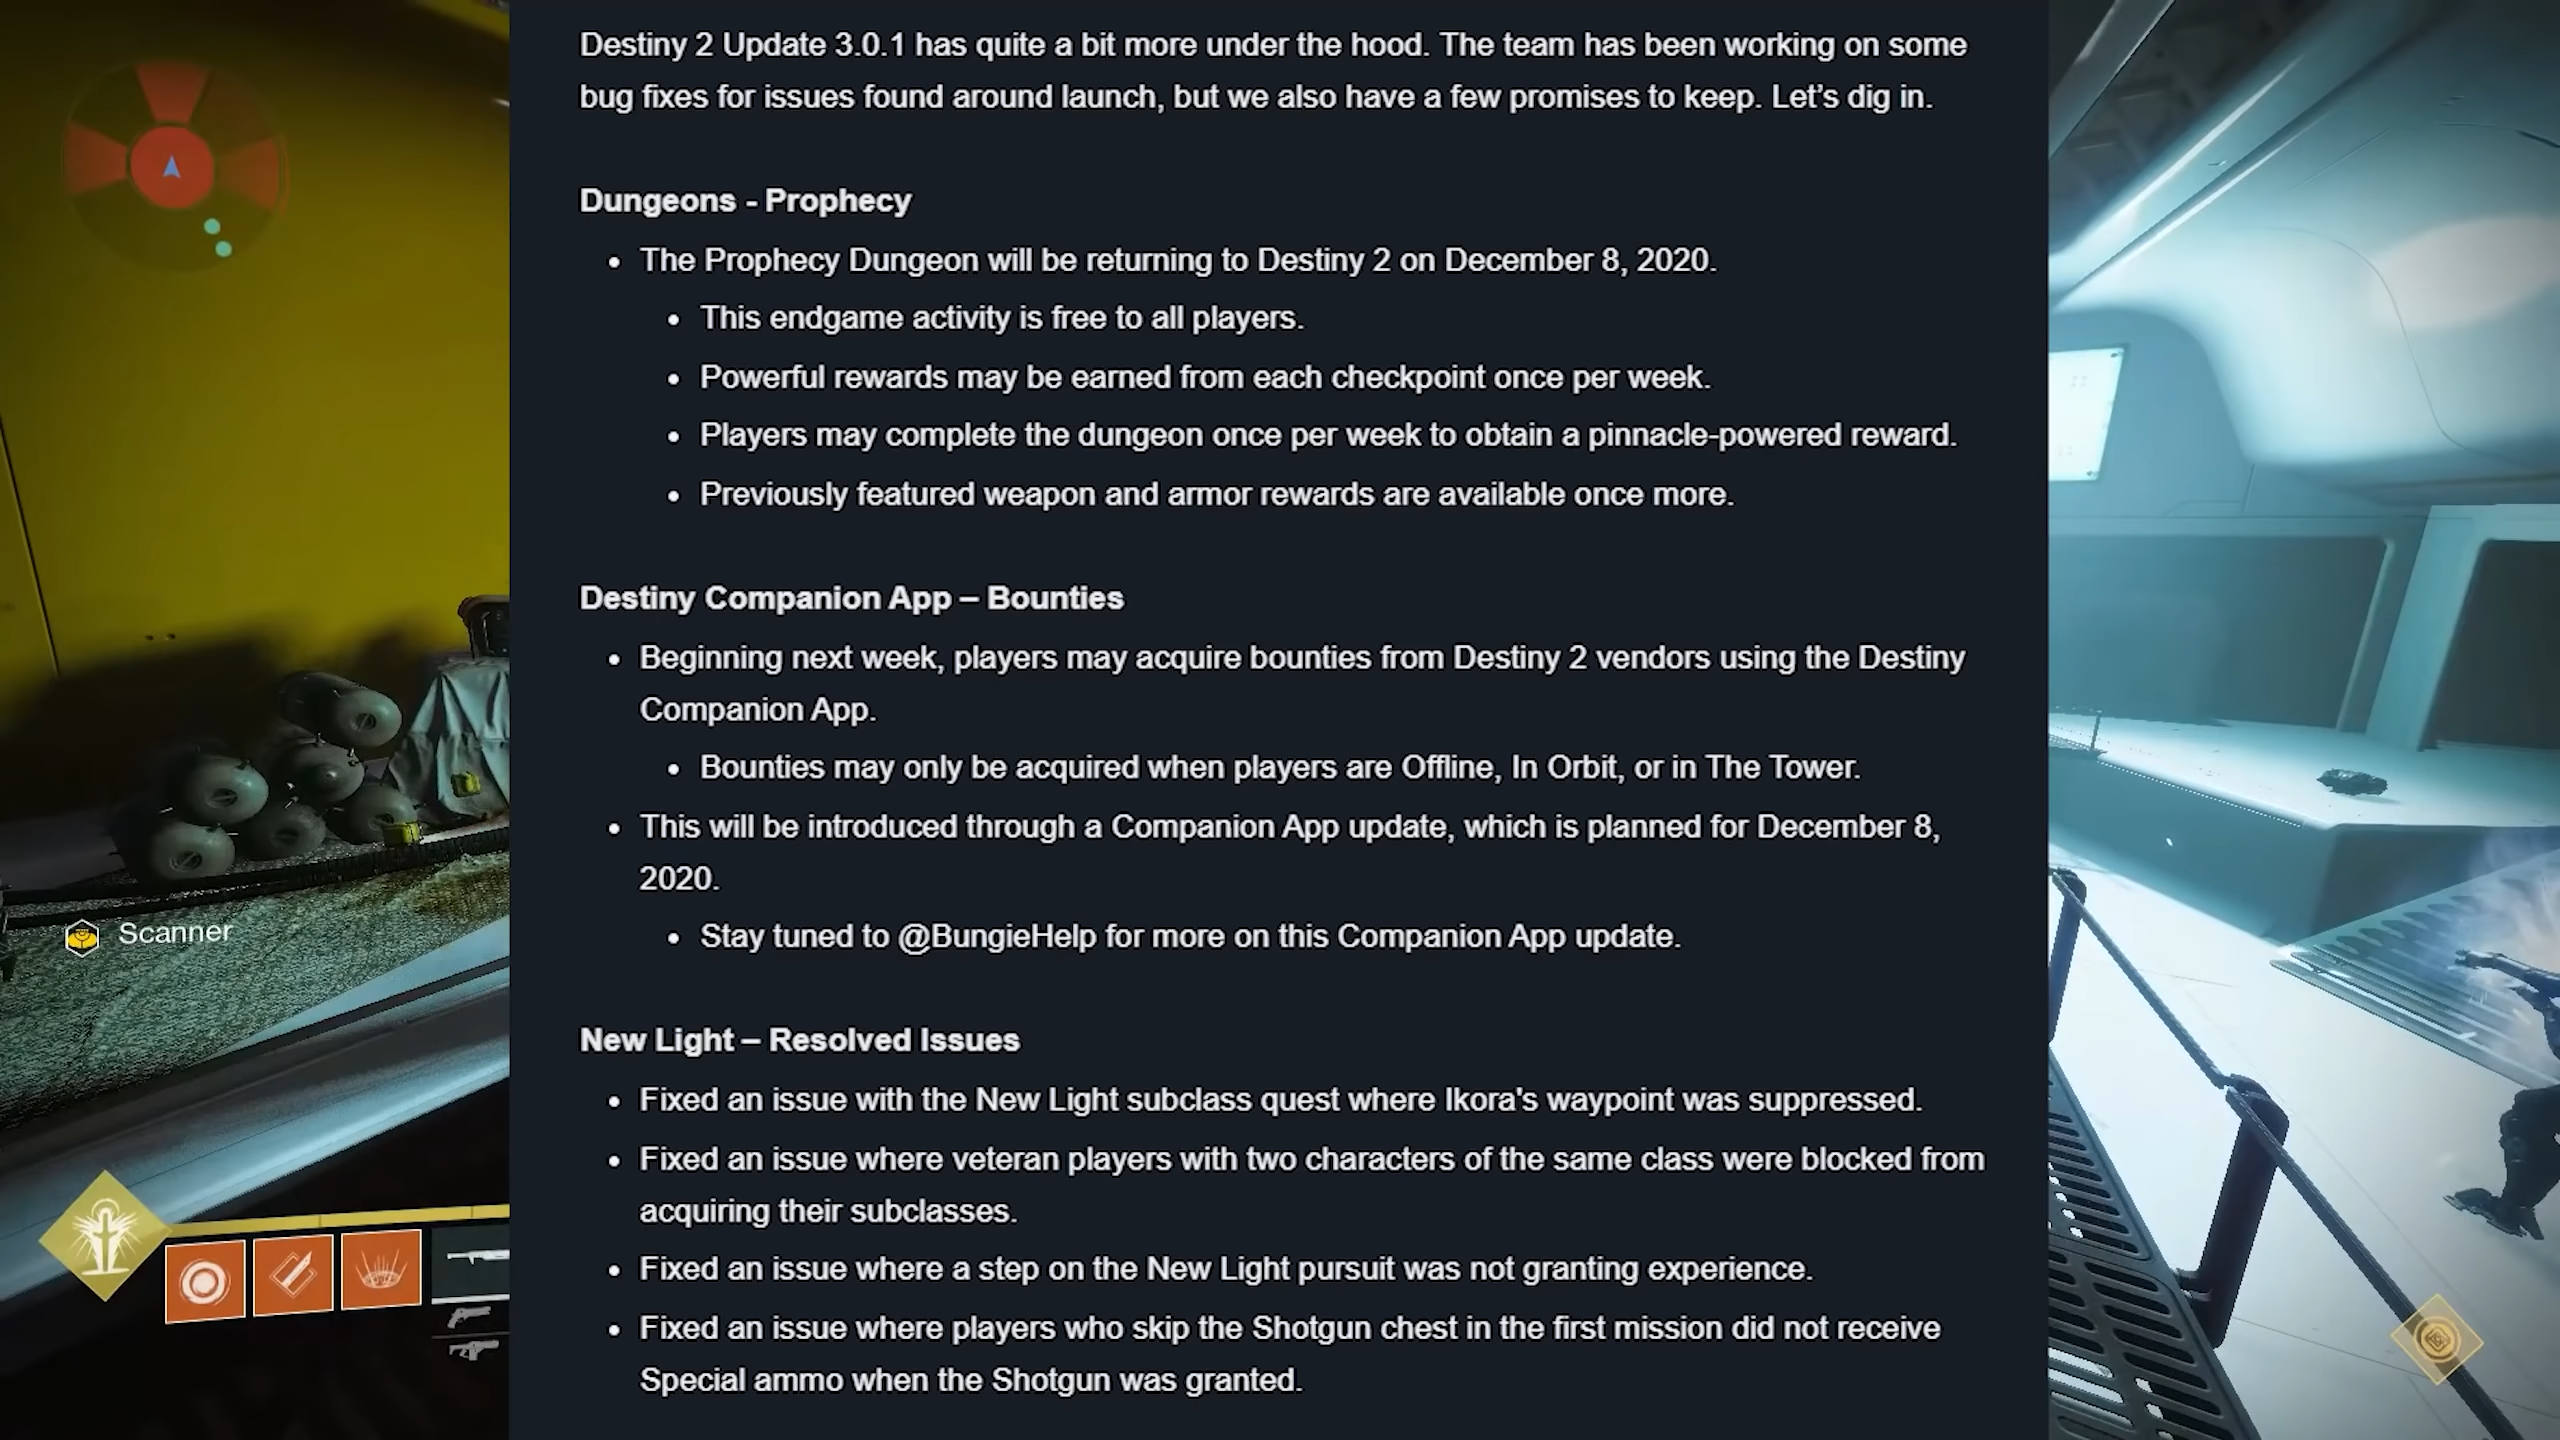 Destiny 2 Update 3.0.1 has quite a bit more under the hood. The team has been working on some
bug fixes for issues found around launch, but we also have a few promises to keep. Let’s dig in.
Dungeons - Prophecy
• The Prophecy Dungeon will be returning to Destiny 2 on December 8, 2020.
• This endgame activity is free to all players.
• Powerful rewards may be earned from each checkpoint once per week.
• Players may complete the dungeon once per week to obtain a pinnacle-powered reward.
• Previously featured weapon and armor rewards are available once more.
Destiny Companion App – Bounties
• Beginning next week, players may acquire bounties from Destiny 2 vendors using the Destiny
Companion App.
• Bounties may only be acquired when players are Offline, In Orbit, or in The Tower.
• This will be introduced through a Companion App update, which is planned for December 8,
2020.
• Stay tuned to @BungieHelp for more on this Companion App update.
New Light – Resolved Issues
• Fixed an issue with the New Light subclass quest where Ikora's waypoint was suppressed.
• Fixed an issue where veteran players with two characters of the same class were blocked from
acquiring their subclasses.
• Fixed an issue where a step on the New Light pursuit was not granting experience.
• Fixed an issue where players who skip the Shotgun chest in the first mission did not receive
Special ammo when the Shotgun was granted.
Scanner